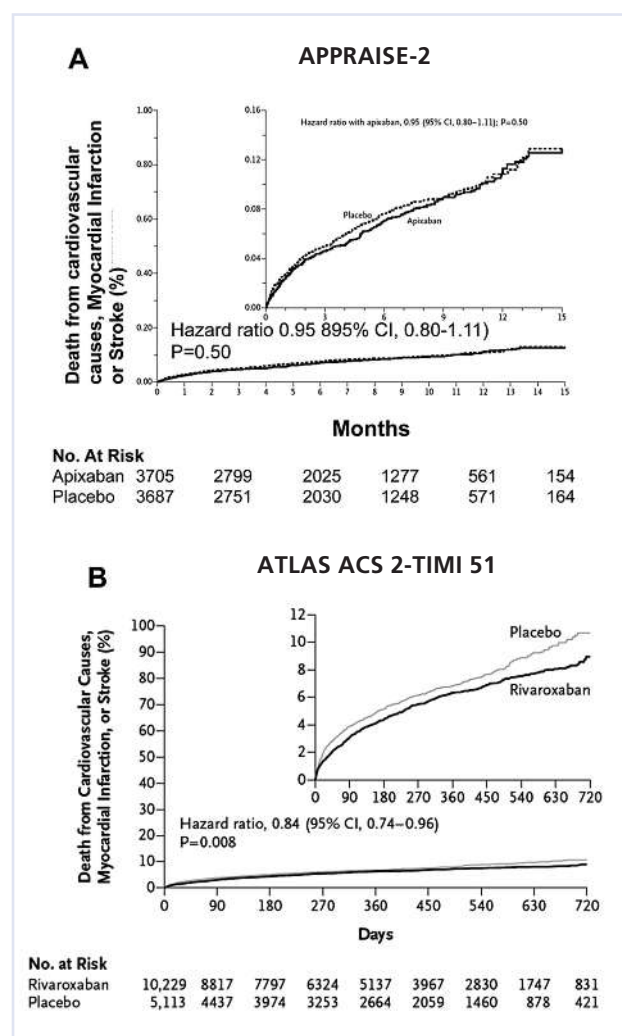 A
APPRAISE-2
Death from cardiovascular
causes, Myocardial Infarction
or Stroke (%)
1.00
0.80
0.60
0.40
0.20
0.00
0.16
0.12
0.08
0.04
0.00
Hazard ratio with apixaban, 0.95 (95% CI, 0.80–1.11); P=0.50
Placebo
Apixaban
0 3 6 9 12 15
Hazard ratio 0.95 895% CI, 0.80-1.11)
P=0.50
0 1 2 3 4 5 6 7 8 9 10 11 12 13 14 15
Months
No. At Risk
Apixaban 3705 2799 2025 1277 561 154
Placebo 3687 2751 2030 1248 571 164
B
ATLAS ACS 2-TIMI 51
Death from Cardiovascular Causes,
Myocardial Infarction, or Stroke (%)
100
90
80
70
60
50
40
30
20
10
0
12
10
8
6
4
2
0
Placebo
Rivaroxaban
0 90 180 270 360 450 540 630 720
Hazard ratio, 0.84 (95% CI, 0.74–0.96)
P=0.008
0 90 180 270 360 450 540 630 720
Days
No. at Risk
Rivaroxaban 10,229 8817 7797 6324 5137 3967 2830 1747 831
Placebo 5,113 4437 3974 3253 2664 2059 1460 878 421